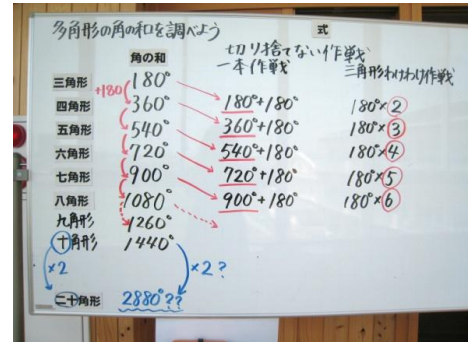 多角形の角の和を調べよう
式
角の和
切り捨てない作戦
一本作戦
三角形わけわけ作戦
三角形 180°
+180
四角形 360° 180°+180° 180°×2
五角形 540° 360°+180° 180°×3
六角形 720° 540°+180° 180°×4
七角形 900° 720°+180° 180°×5
八角形 1080° 900°+180° 180°×6
九角形 1260°
十角形 1440°
×2 ×2?
二十角形 2880°??